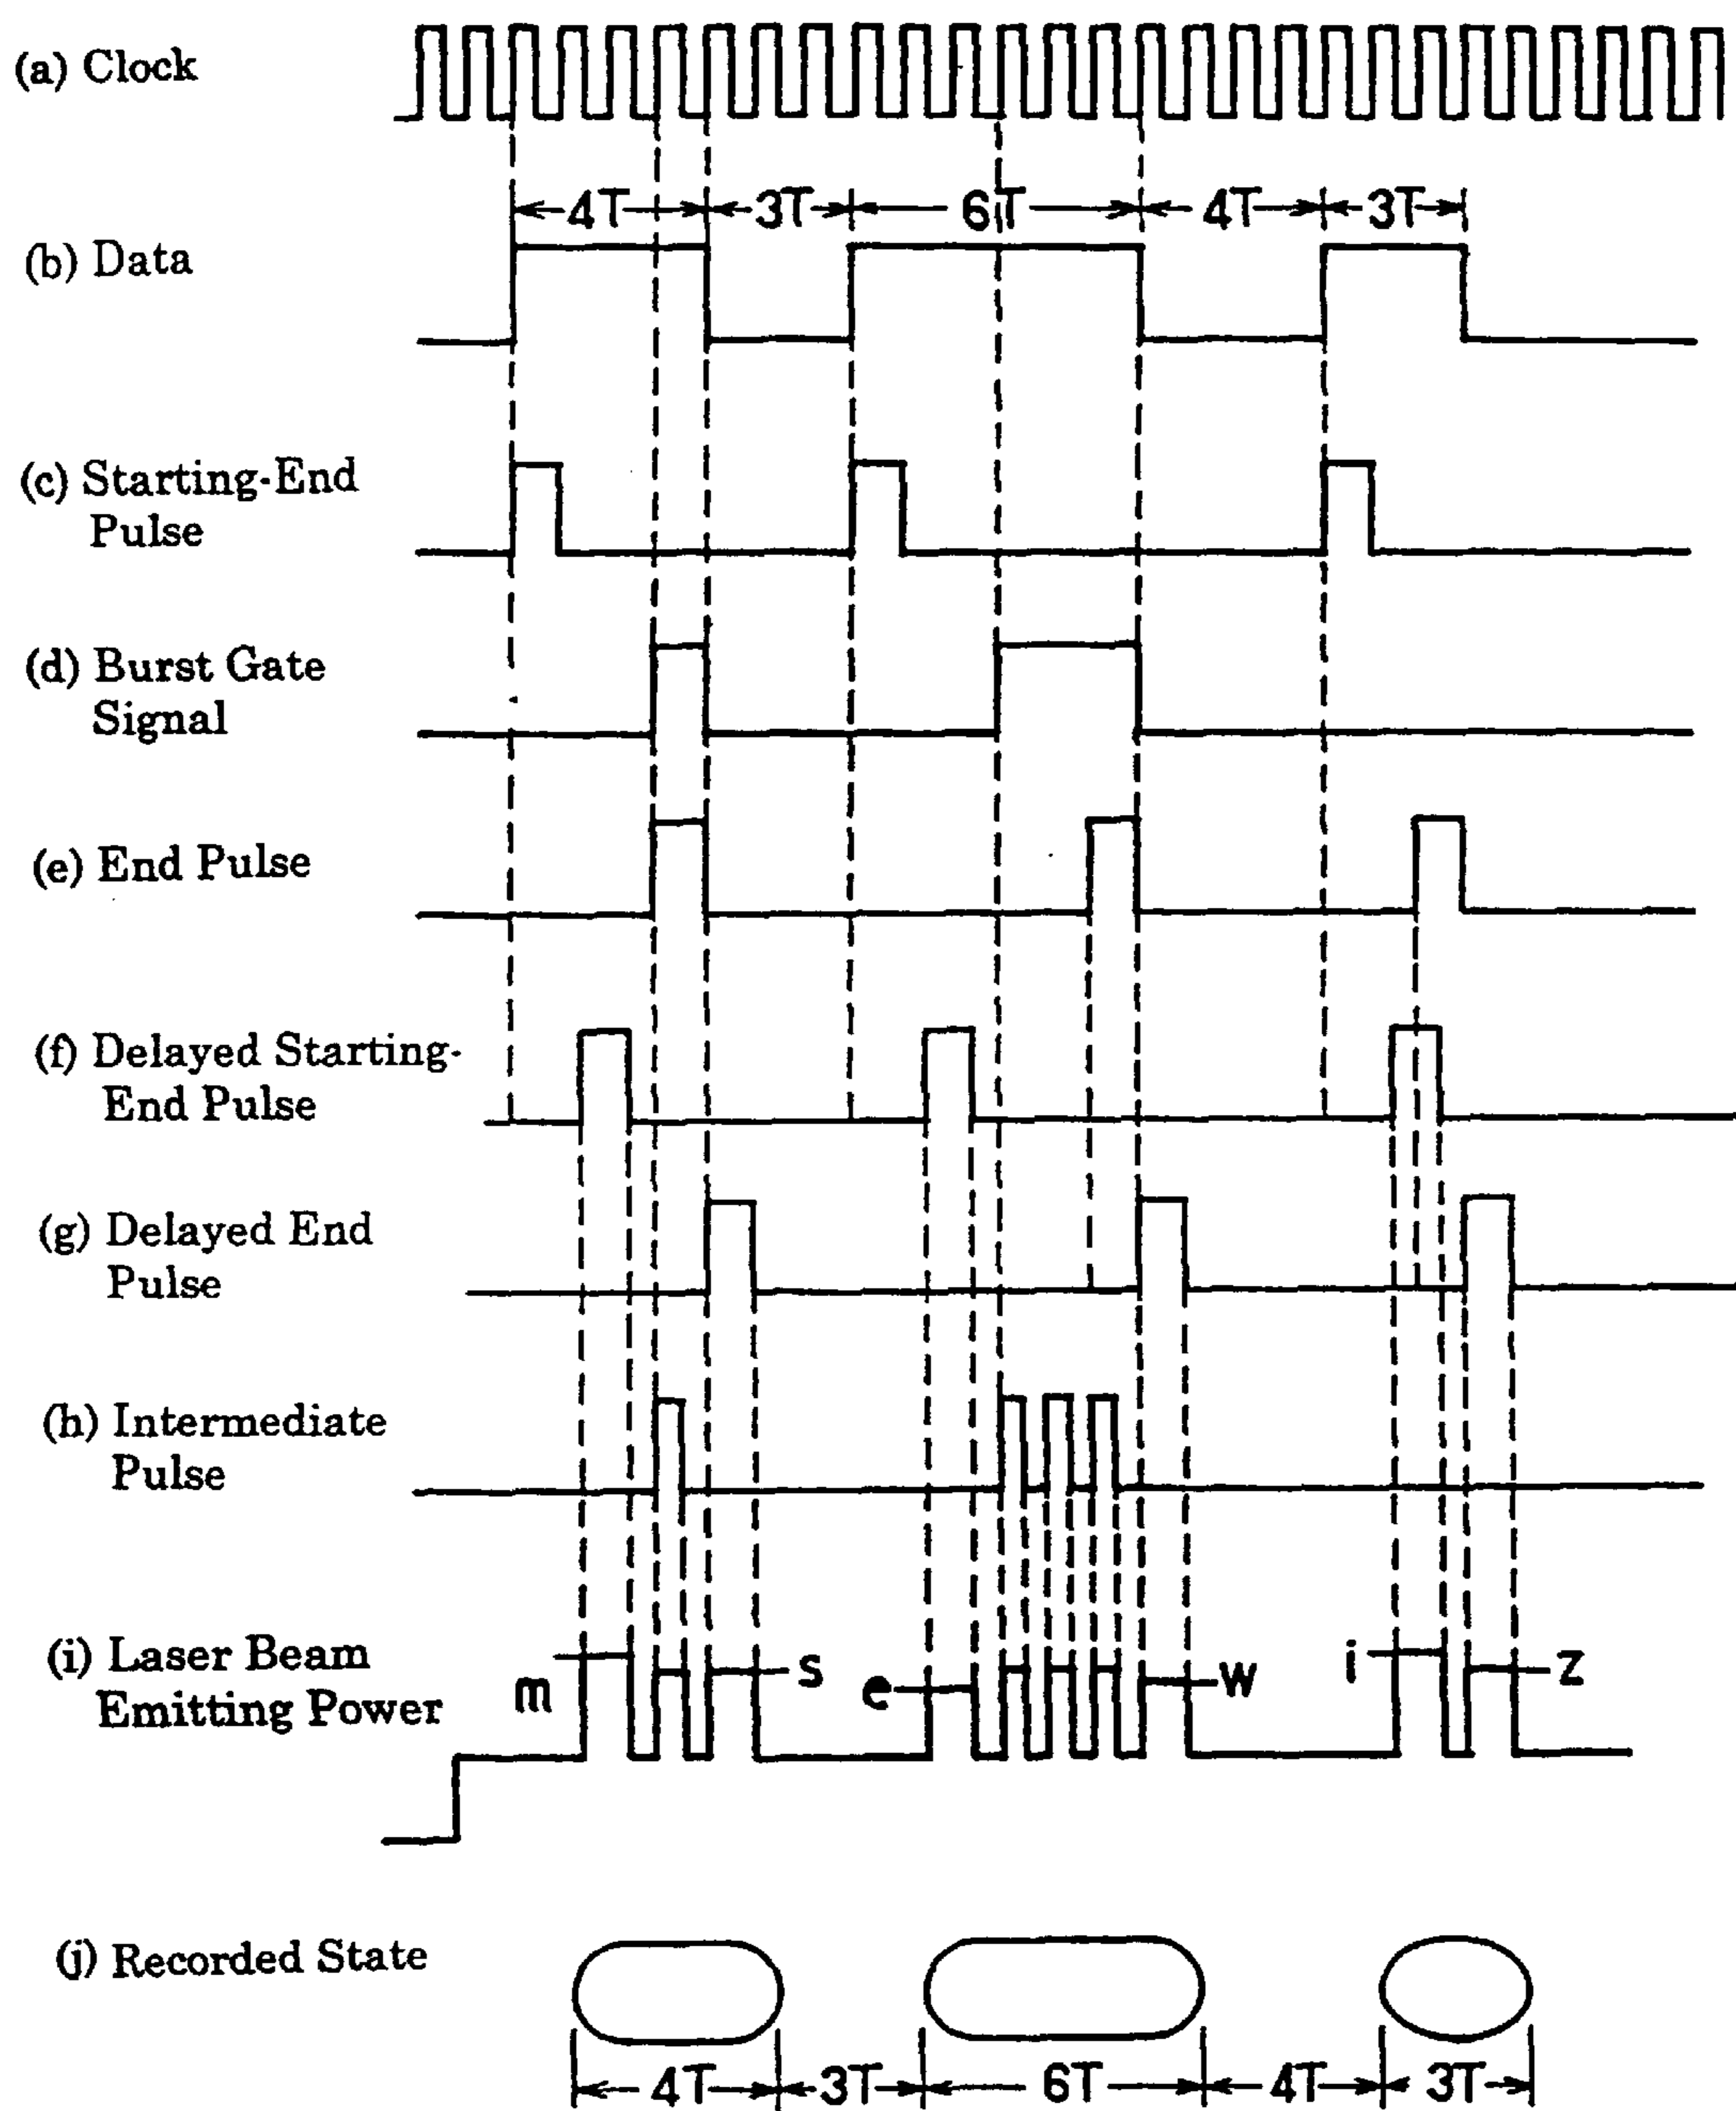 (a) Clock
4T 3T 6T 4T 3T
(b) Data
(c) Starting-End
Pulse
(d) Burst Gate
Signal
(e) End Pulse
(f) Delayed Starting-
End Pulse
(g) Delayed End
Pulse
(h) Intermediate
Pulse
(i) Laser Beam
Emitting Power
m s e w i z
(j) Recorded State
4T 3T 6T 4T 3T